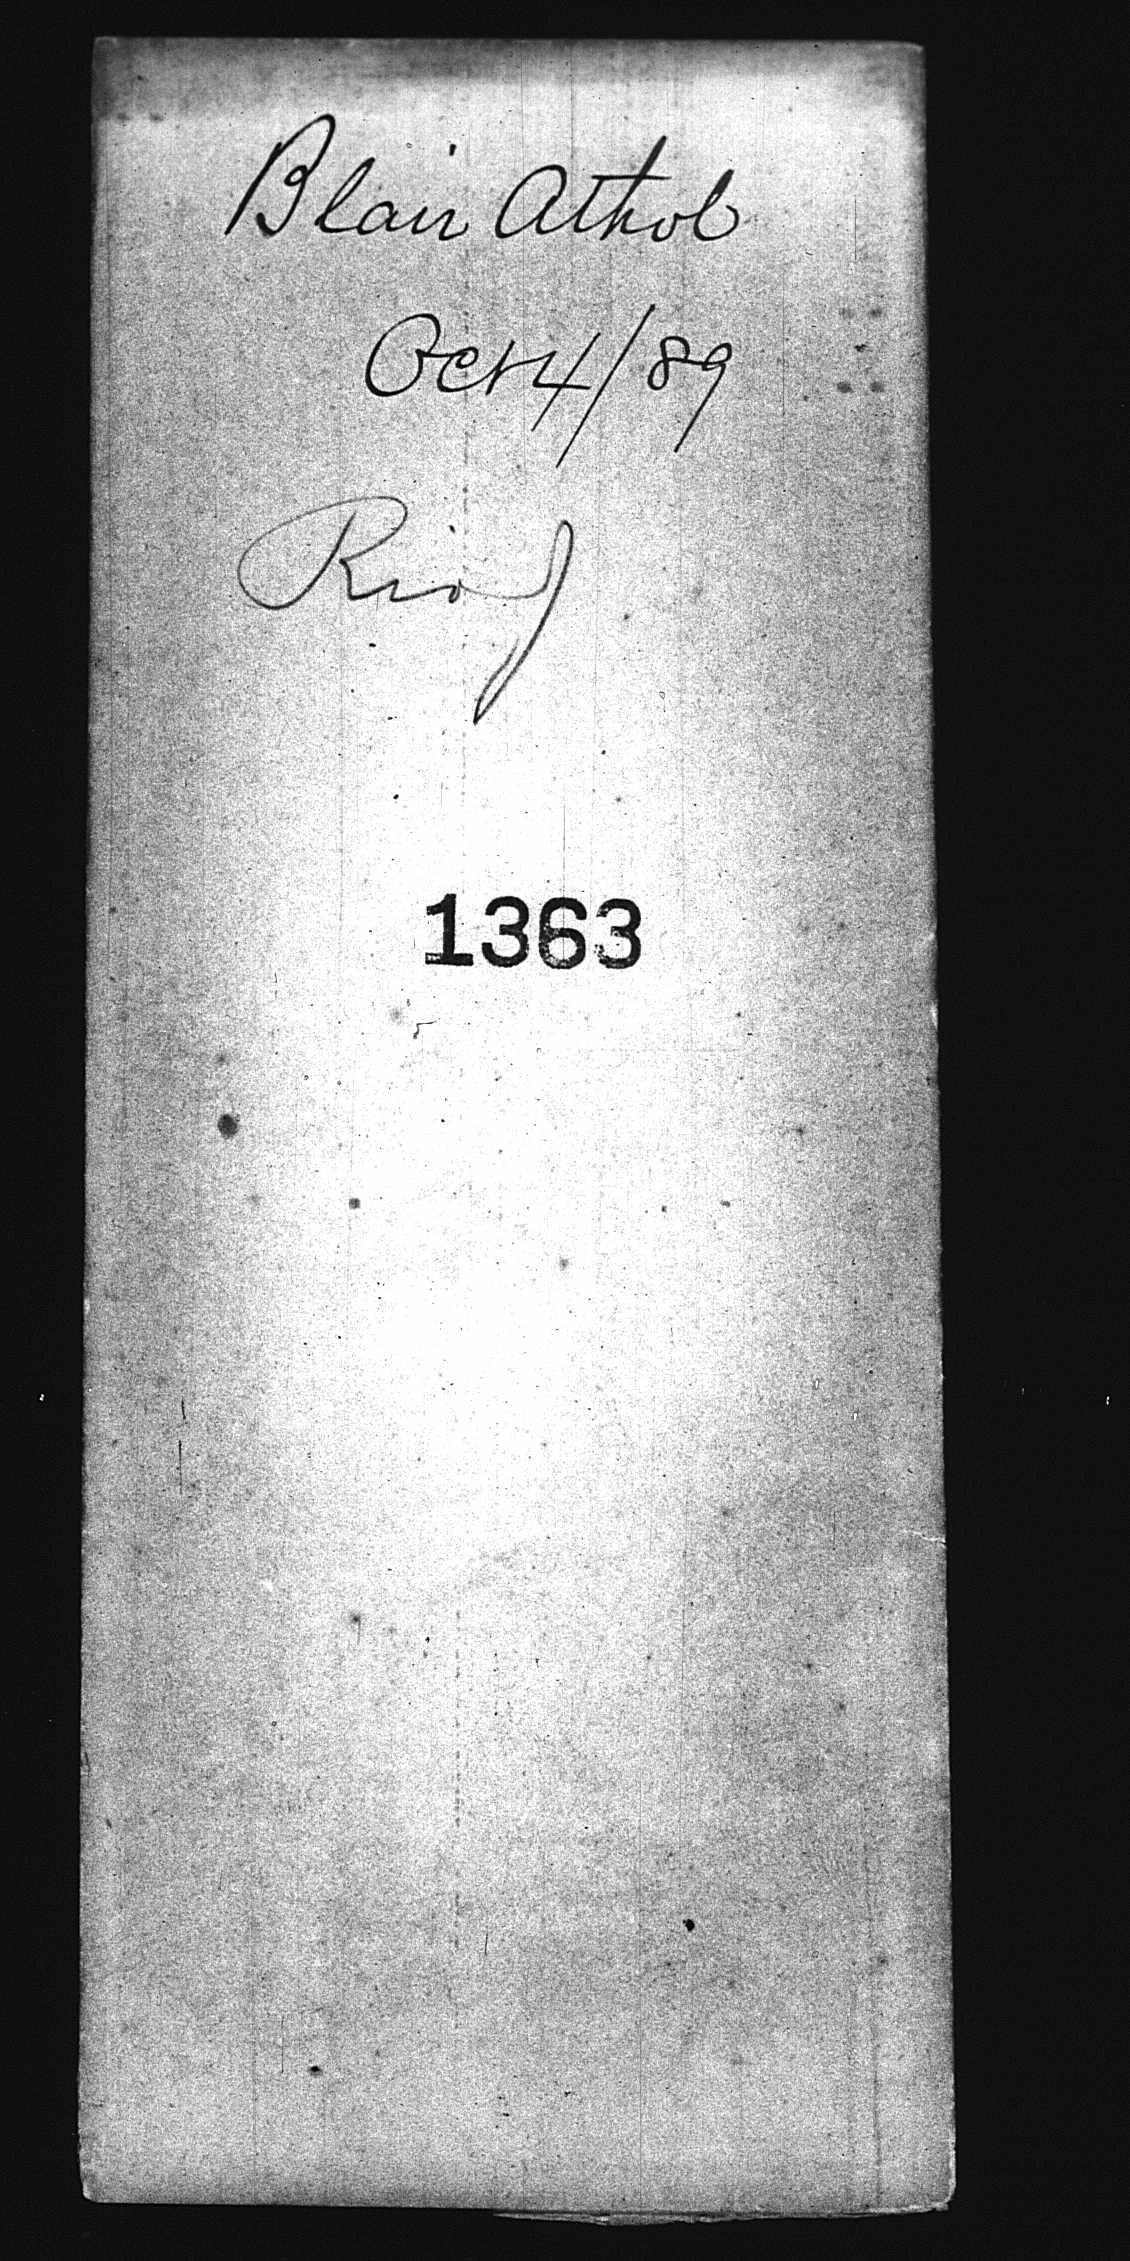 Blair Athol
Oct 4/89
Rio
1363